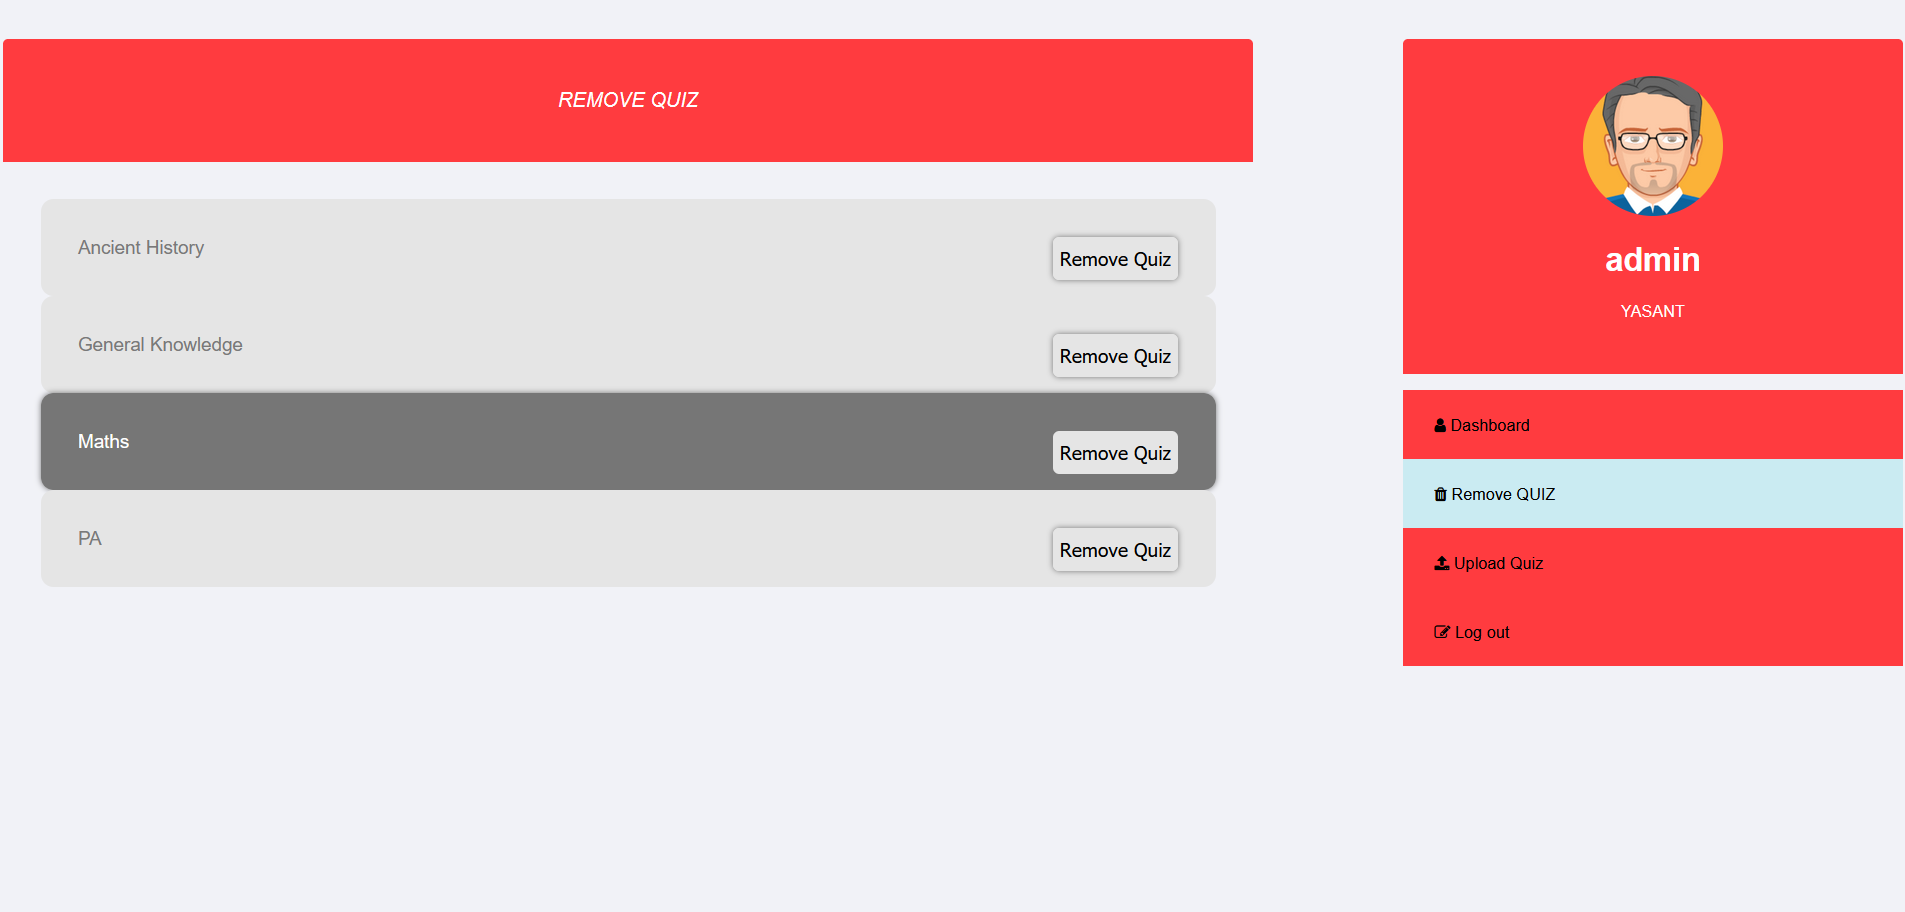 REMOVE QUIZ
Ancient History
Remove Quiz
General Knowledge
Remove Quiz
Maths
Remove Quiz
PA
Remove Quiz
admin
YASANT
Dashboard
Remove QUIZ
Upload Quiz
Log out